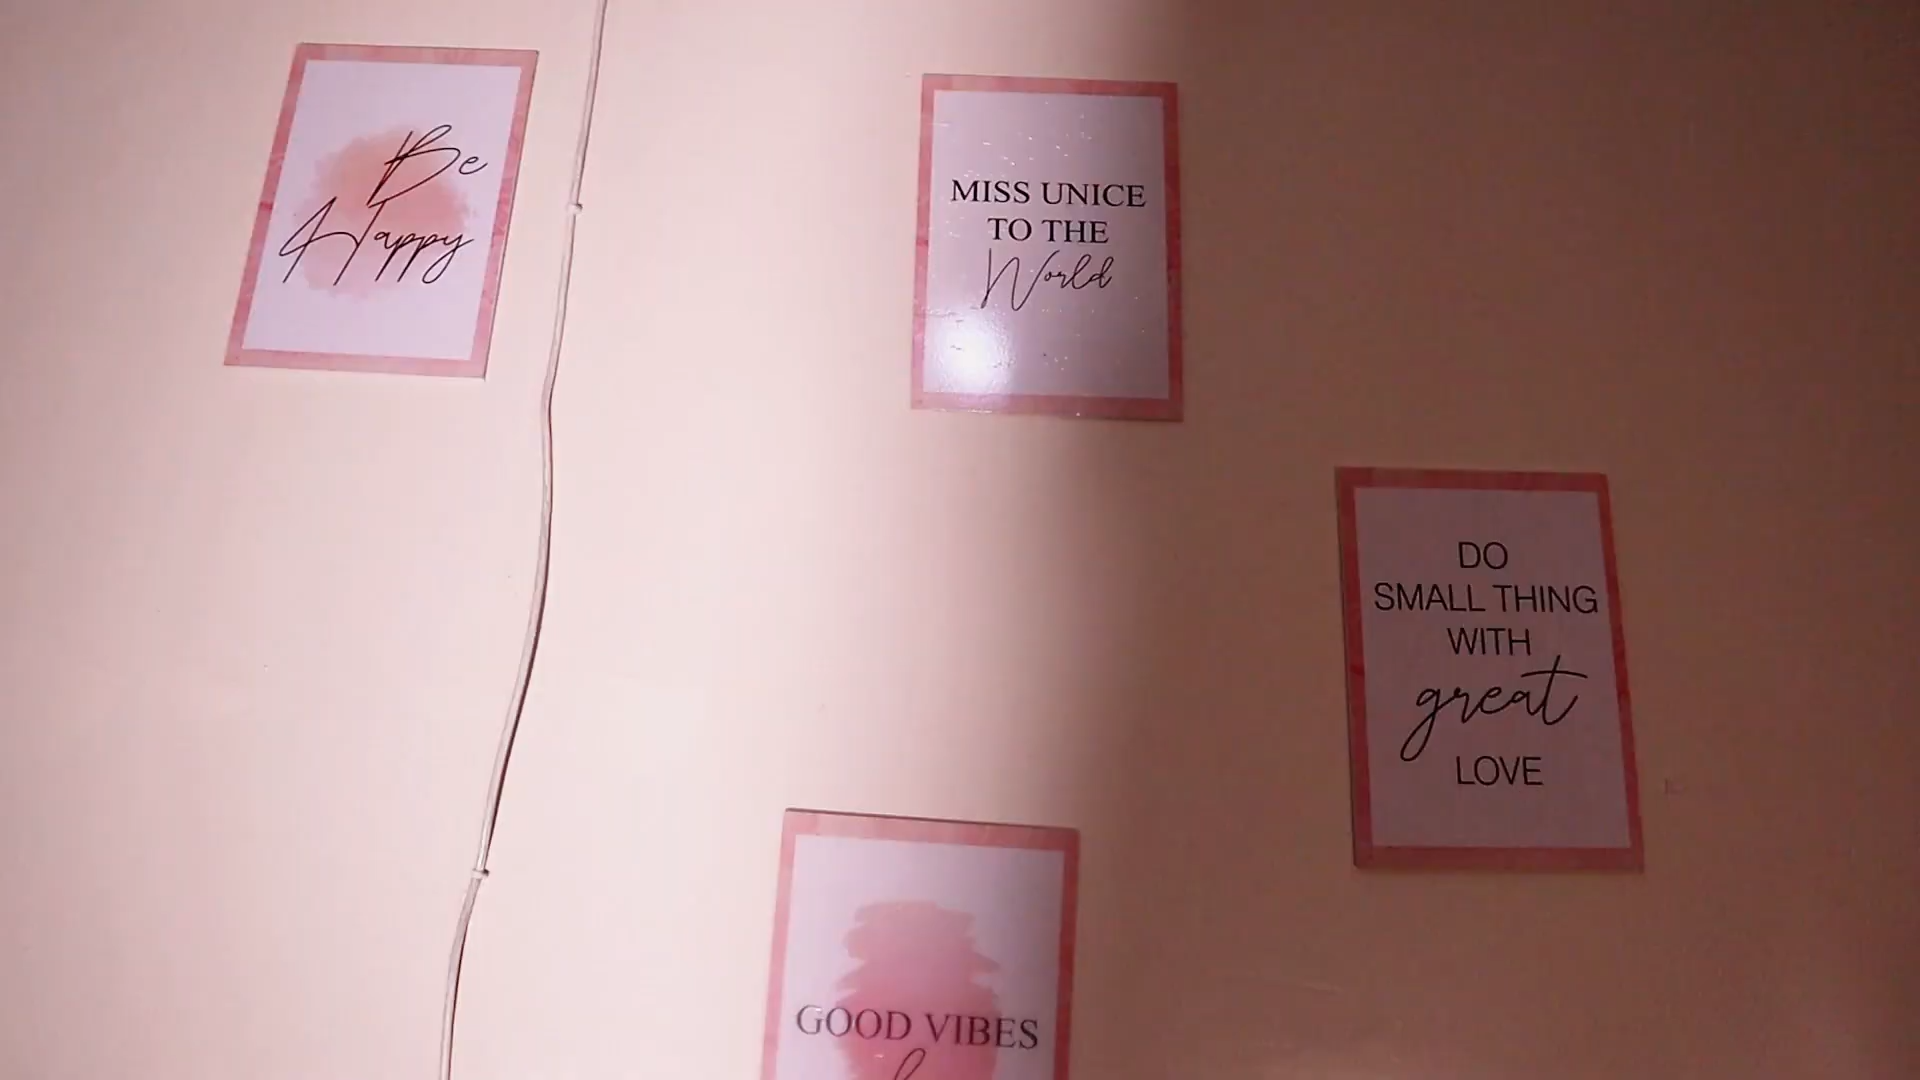 Be
Happy
MISS UNICE
TO THE
World
DO
SMALL THING
WITH
great
LOVE
GOOD VIBES